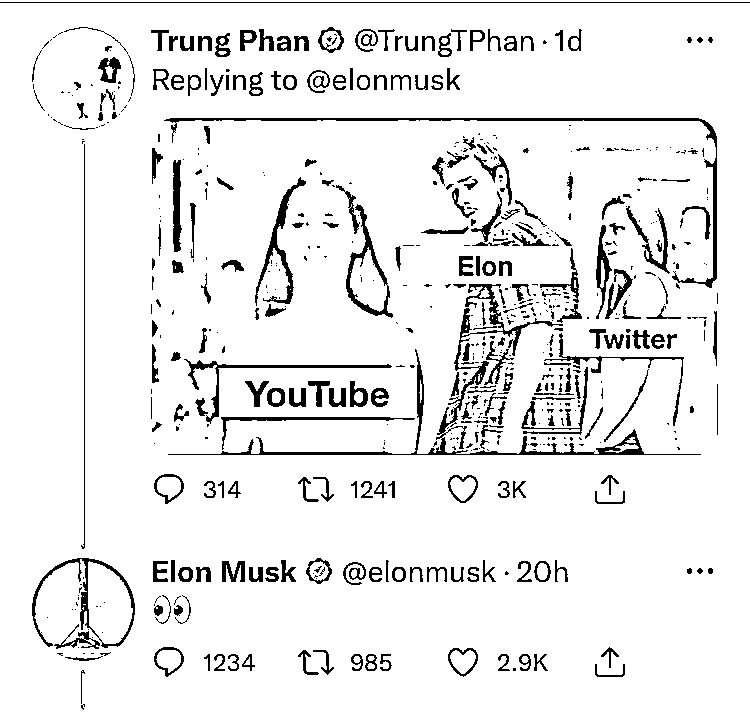 Trung Phan @TrungTPhan · 1d
Replying to @elonmusk
Elon
Twitter
YouTube
314 1241 3K
Elon Musk @elonmusk · 20h
👀
1234 985 2.9K